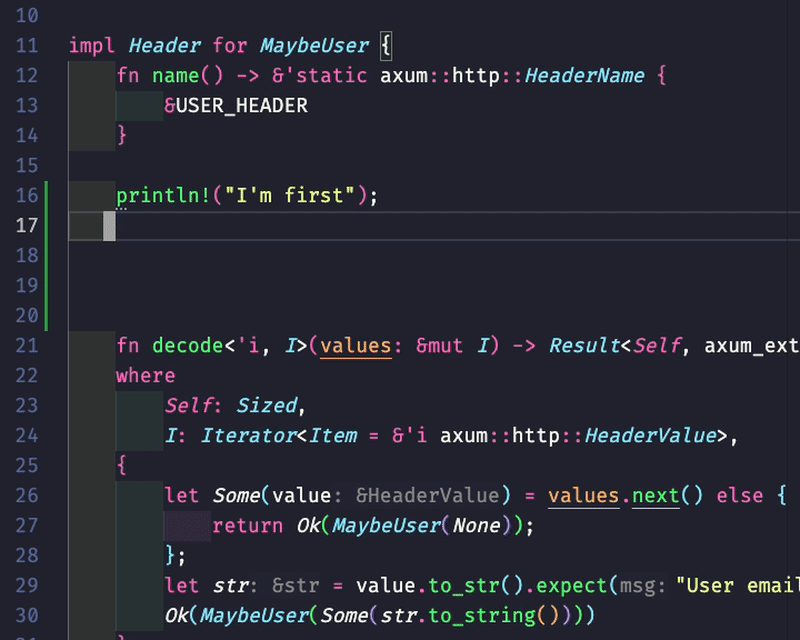 10
11 impl Header for MaybeUser {
12 fn name() -> &'static axum::http::HeaderName {
13 &USER_HEADER
14 }
15
16 println!("I'm first");
17
18
19
20
21 fn decode<'i, I>(values: &mut I) -> Result<Self, axum_ext
22 where
23 Self: Sized,
24 I: Iterator<Item = &'i axum::http::HeaderValue>,
25 {
26 let Some(value: &HeaderValue) = values.next() else {
27 return Ok(MaybeUser(None));
28 };
29 let str: &str = value.to_str().expect(msg: "User email
30 Ok(MaybeUser(Some(str.to_string())))